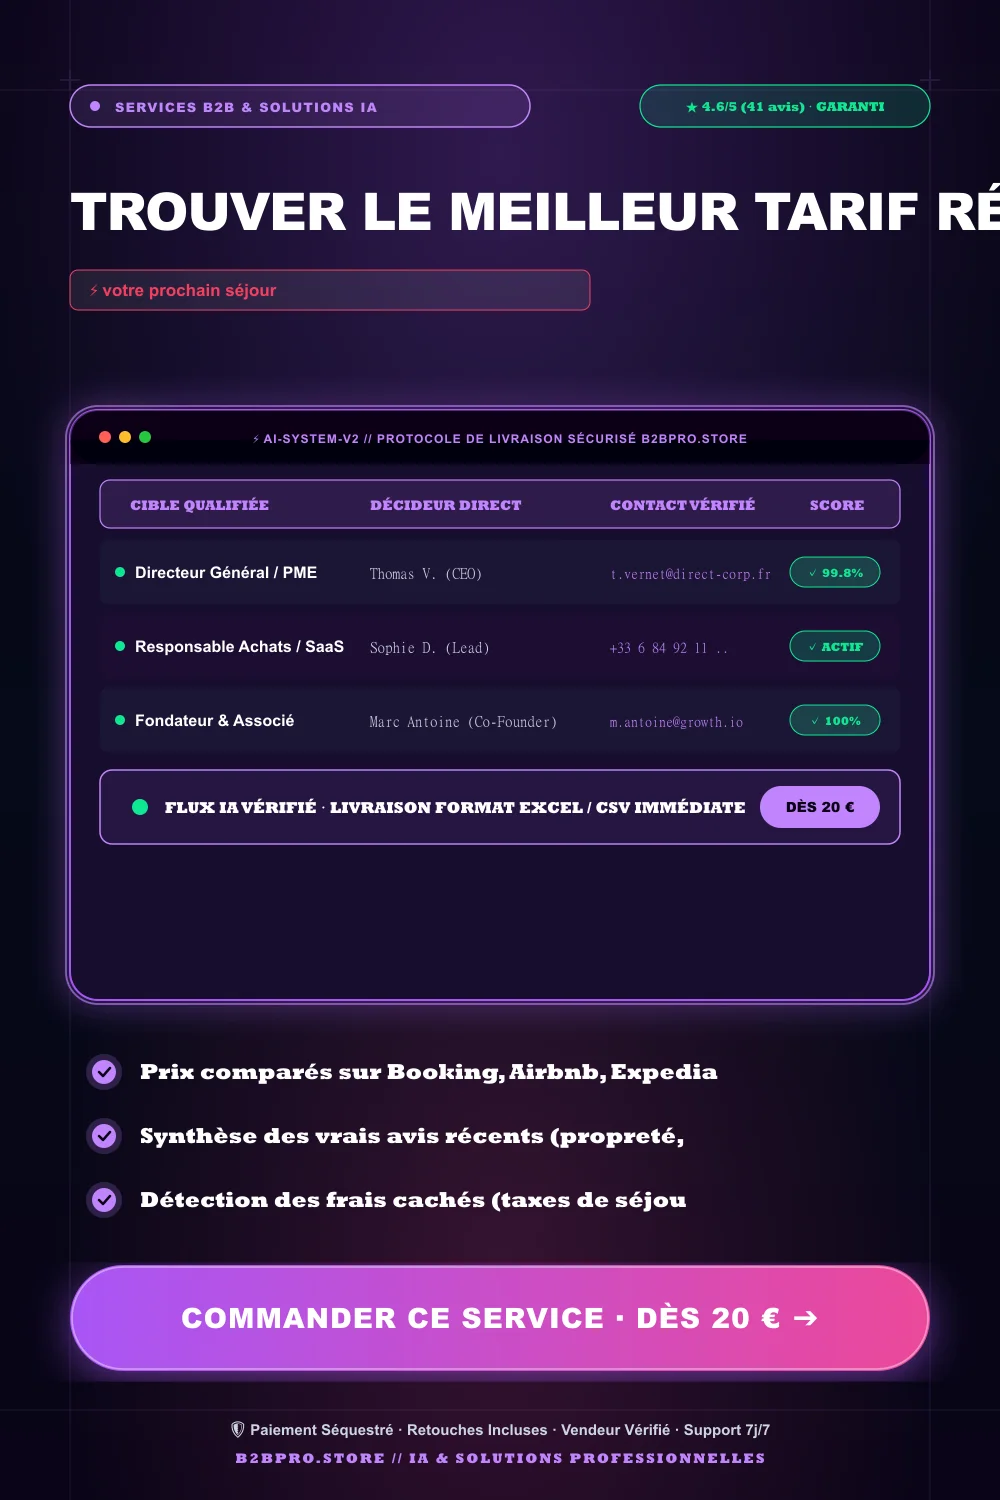 SERVICES B2B & SOLUTIONS IA
★ 4.6/5 (41 avis) · GARANTI
TROUVER LE MEILLEUR TARIF RÉ
⚡ votre prochain séjour
⚡ AI-SYSTEM-V2 // PROTOCOLE DE LIVRAISON SÉCURISÉ B2BPRO.STORE
CIBLE QUALIFIÉE DÉCIDEUR DIRECT CONTACT VÉRIFIÉ SCORE
Directeur Général / PME Thomas V. (CEO) t.vernet@direct-corp.fr ✓ 99.8%
Responsable Achats / SaaS Sophie D. (Lead) +33 6 84 92 11 .. ✓ ACTIF
Fondateur & Associé Marc Antoine (Co-Founder) m.antoine@growth.io ✓ 100%
FLUX IA VÉRIFIÉ · LIVRAISON FORMAT EXCEL / CSV IMMÉDIATE DÈS 20 €
Prix comparés sur Booking, Airbnb, Expedia
Synthèse des vrais avis récents (propreté,
Détection des frais cachés (taxes de séjou
COMMANDER CE SERVICE · DÈS 20 € ➔
🛡 Paiement Séquestré · Retouches Incluses · Vendeur Vérifié · Support 7j/7
B2BPRO.STORE // IA & SOLUTIONS PROFESSIONNELLES